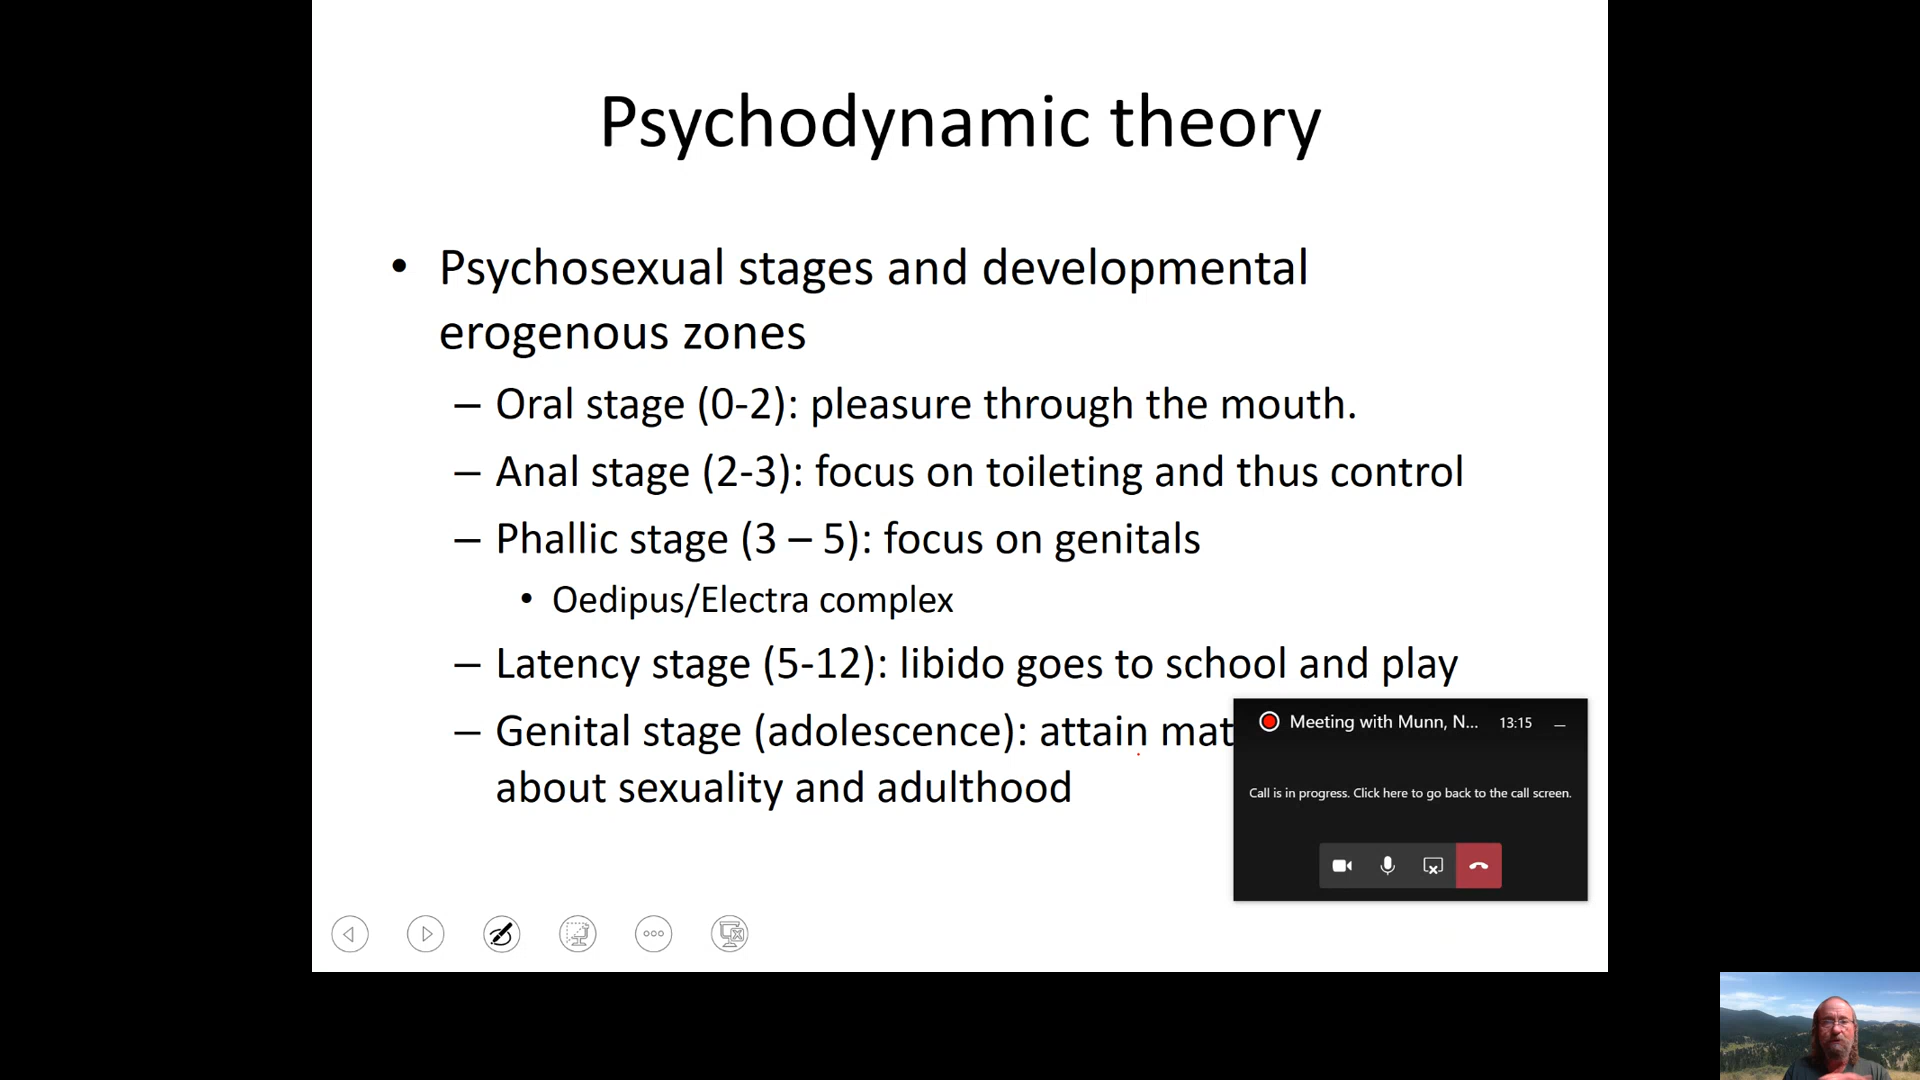 Psychodynamic theory
• Psychosexual stages and developmental
erogenous zones
– Oral stage (0-2): pleasure through the mouth.
– Anal stage (2-3): focus on toileting and thus control
– Phallic stage (3 – 5): focus on genitals
• Oedipus/Electra complex
– Latency stage (5-12): libido goes to school and play
– Genital stage (adolescence): attain mat
about sexuality and adulthood
Meeting with Munn, N... 13:15
Call is in progress. Click here to go back to the call screen.